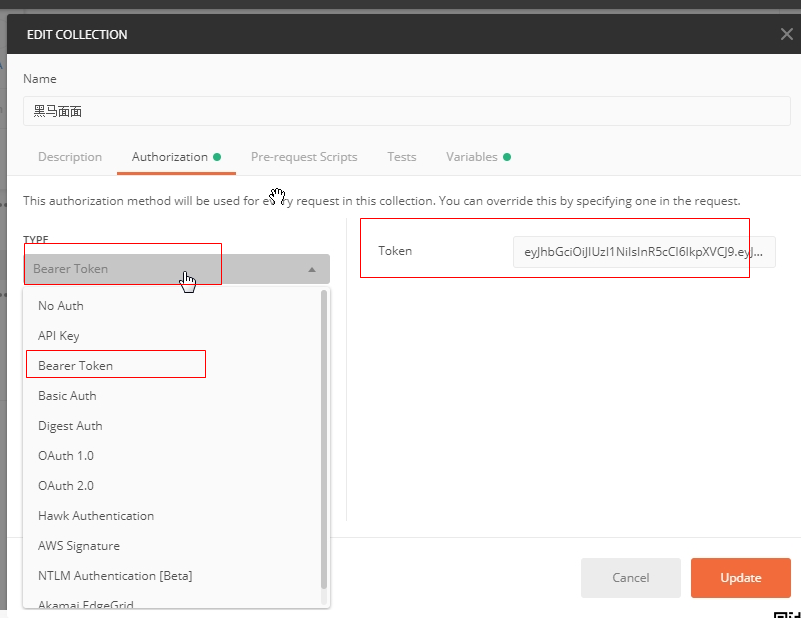 EDIT COLLECTION
Name
黑马面面
Description Authorization Pre-request Scripts Tests Variables
This authorization method will be used for every request in this collection. You can override this by specifying one in the request.
TYPE
Bearer Token
Token
No Auth
API Key
Bearer Token
Basic Auth
Digest Auth
OAuth 1.0
OAuth 2.0
Hawk Authentication
AWS Signature
NTLM Authentication [Beta]
Akamai EdgeGrid
Cancel Update